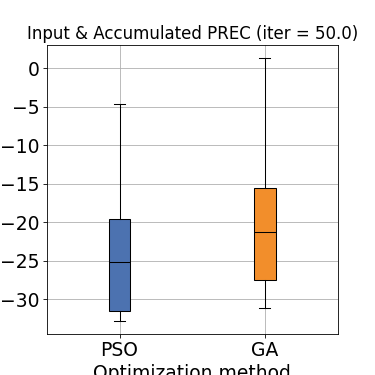 Input & Accumulated PREC (iter = 50.0)
0
−5
−10
−15
−20
−25
−30
PSO GA
Optimization method